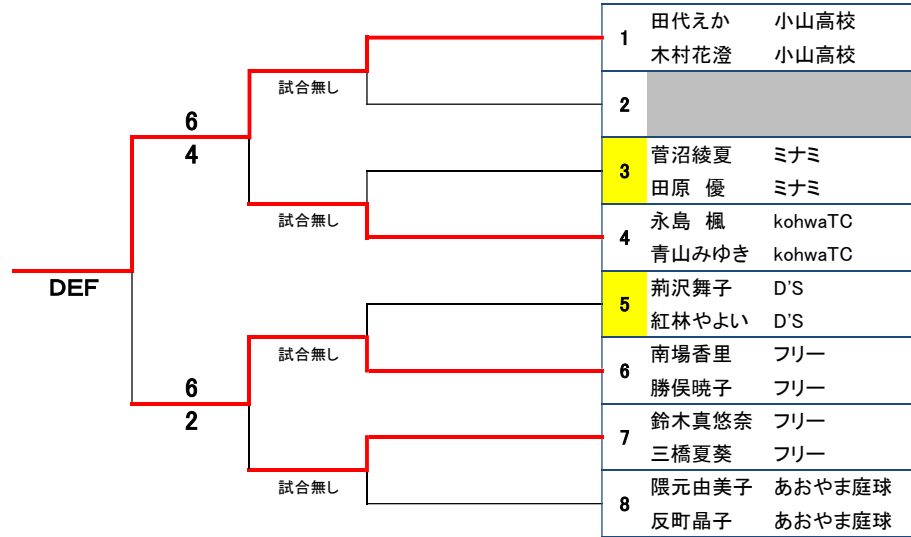 1 田代えか 小山高校
木村花澄 小山高校
試合無し
2
6
4
3 菅沼綾夏 ミナミ
田原 優 ミナミ
試合無し
4 永島 楓 kohwaTC
青山みゆき kohwaTC
DEF
5 荊沢舞子 D'S
紅林やよい D'S
試合無し
6 南場香里 フリー
勝俣暁子 フリー
6
2
7 鈴木真悠奈 フリー
三橋夏葵 フリー
試合無し
8 隈元由美子 あおやま庭球
反町晶子 あおやま庭球